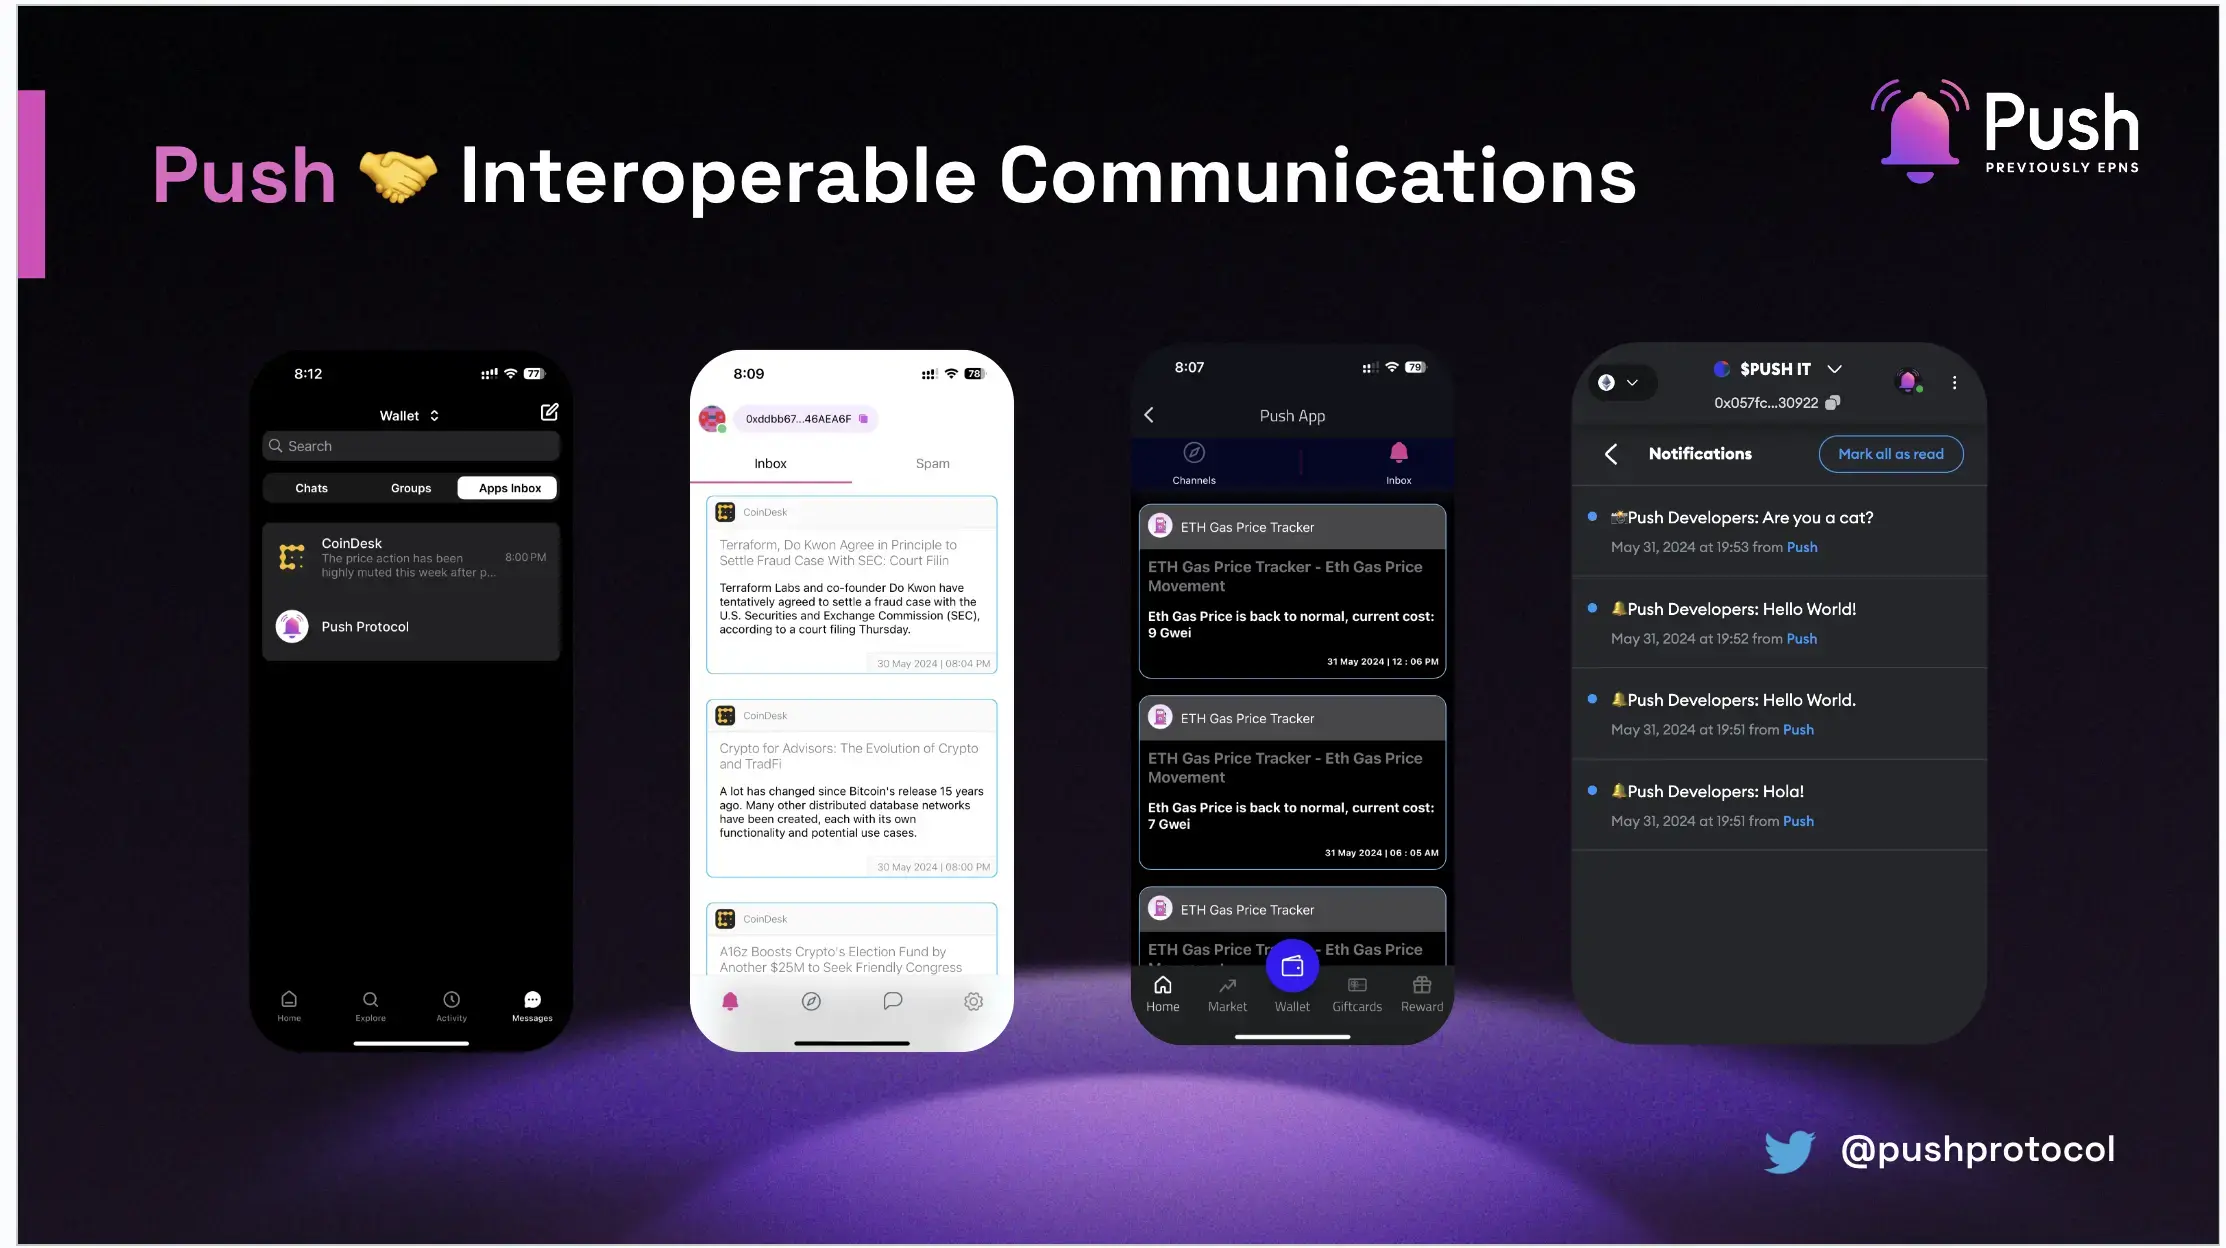 Push 🤝 Interoperable Communications
Push
PREVIOUSLY EPNS
8:12
77
Wallet
Search
Chats Groups Apps Inbox
CoinDesk
The price action has been
highly muted this week after p...
8:00 PM
Push Protocol
Home Explore Activity Messages
8:09
78
0xddbb67...46AEA6F
Inbox Spam
CoinDesk
Terraform, Do Kwon Agree in Principle to
Settle Fraud Case With SEC: Court Filin
Terraform Labs and co-founder Do Kwon have
tentatively agreed to settle a fraud case with the
U.S. Securities and Exchange Commission (SEC),
according to a court filing Thursday.
30 May 2024 | 08:04 PM
CoinDesk
Crypto for Advisors: The Evolution of Crypto
and TradFi
A lot has changed since Bitcoin's release 15 years
ago. Many other distributed database networks
have been created, each with its own
functionality and potential use cases.
30 May 2024 | 08:00 PM
CoinDesk
A16z Boosts Crypto's Election Fund by
Another $25M to Seek Friendly Congress
8:07
79
Push App
Channels Inbox
ETH Gas Price Tracker
ETH Gas Price Tracker - Eth Gas Price
Movement
Eth Gas Price is back to normal, current cost:
9 Gwei
31 May 2024 | 12 : 06 PM
ETH Gas Price Tracker
ETH Gas Price Tracker - Eth Gas Price
Movement
Eth Gas Price is back to normal, current cost:
7 Gwei
31 May 2024 | 06 : 05 AM
ETH Gas Price Tracker
ETH Gas Price Tr - Eth Gas Price
Home Market Wallet Giftcards Reward
$PUSH IT
0x057fc...30922
Notifications
Mark all as read
📸Push Developers: Are you a cat?
May 31, 2024 at 19:53 from Push
🔔Push Developers: Hello World!
May 31, 2024 at 19:52 from Push
🔔Push Developers: Hello World.
May 31, 2024 at 19:51 from Push
🔔Push Developers: Hola!
May 31, 2024 at 19:51 from Push
@pushprotocol